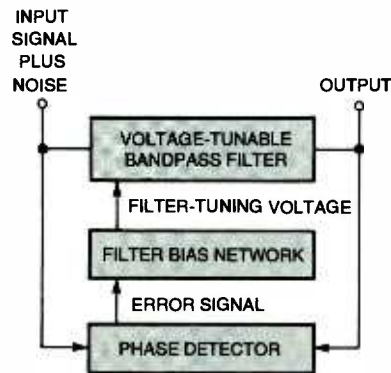 INPUT
SIGNAL
PLUS
NOISE
OUTPUT
VOLTAGE-TUNABLE
BANDPASS FILTER
FILTER-TUNING VOLTAGE
FILTER BIAS NETWORK
ERROR SIGNAL
PHASE DETECTOR